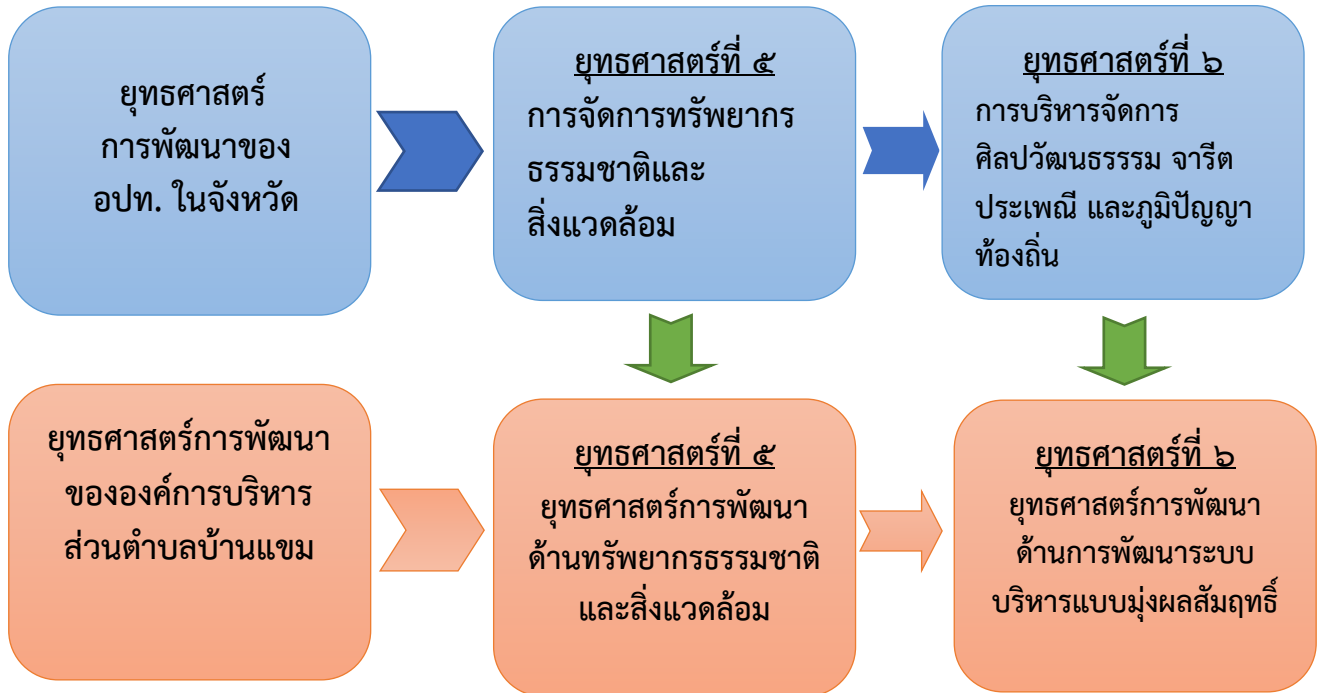 ยุทธศาสตร์
การพัฒนาของ
อปท. ในจังหวัด
ยุทธศาสตร์ที่ ๕
การจัดการทรัพยากร
ธรรมชาติและ
สิ่งแวดล้อม
ยุทธศาสตร์ที่ ๖
การบริหารจัดการ
ศิลปวัฒนธรรรม จารีต
ประเพณี และภูมิปัญญา
ท้องถิ่น
ยุทธศาสตร์การพัฒนา
ขององค์การบริหาร
ส่วนตำบลบ้านแขม
ยุทธศาสตร์ที่ ๕
ยุทธศาสตร์การพัฒนา
ด้านทรัพยากรธรรมชาติ
และสิ่งแวดล้อม
ยุทธศาสตร์ที่ ๖
ยุทธศาสตร์การพัฒนา
ด้านการพัฒนาระบบ
บริหารแบบมุ่งผลสัมฤทธิ์